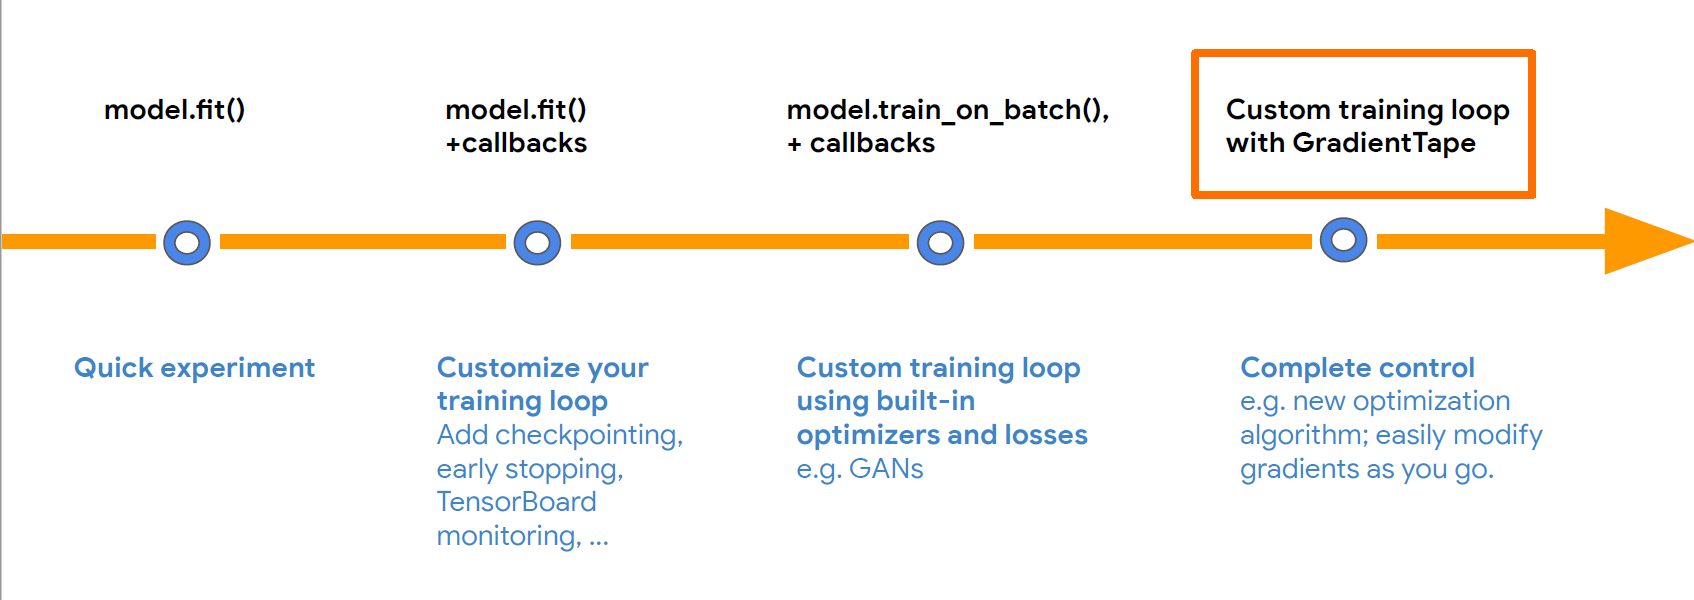 model.fit()
model.fit()
+callbacks
model.train_on_batch(),
+ callbacks
Custom training loop
with GradientTape
Quick experiment
Customize your
training loop
Add checkpointing,
early stopping,
TensorBoard
monitoring, ...
Custom training loop
using built-in
optimizers and losses
e.g. GANs
Complete control
e.g. new optimization
algorithm; easily modify
gradients as you go.